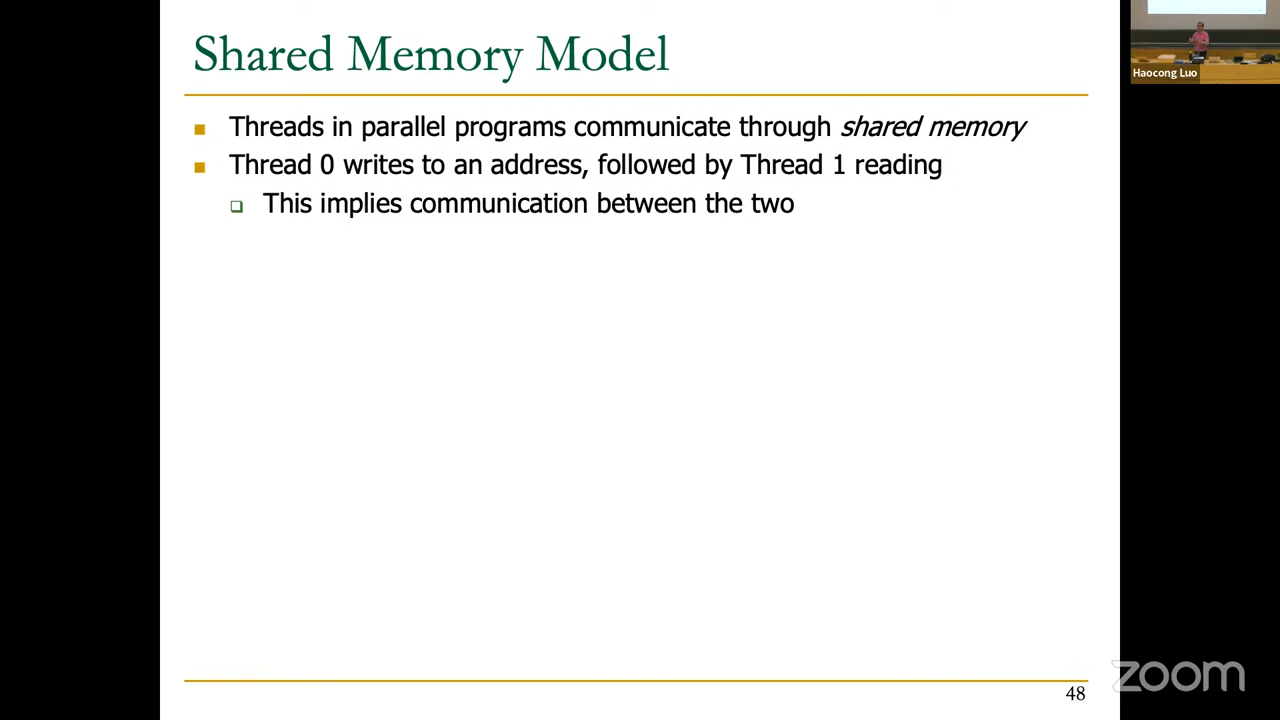 Shared Memory Model
Haocong Luo
Threads in parallel programs communicate through shared memory
Thread 0 writes to an address, followed by Thread 1 reading
This implies communication between the two
48
zoom